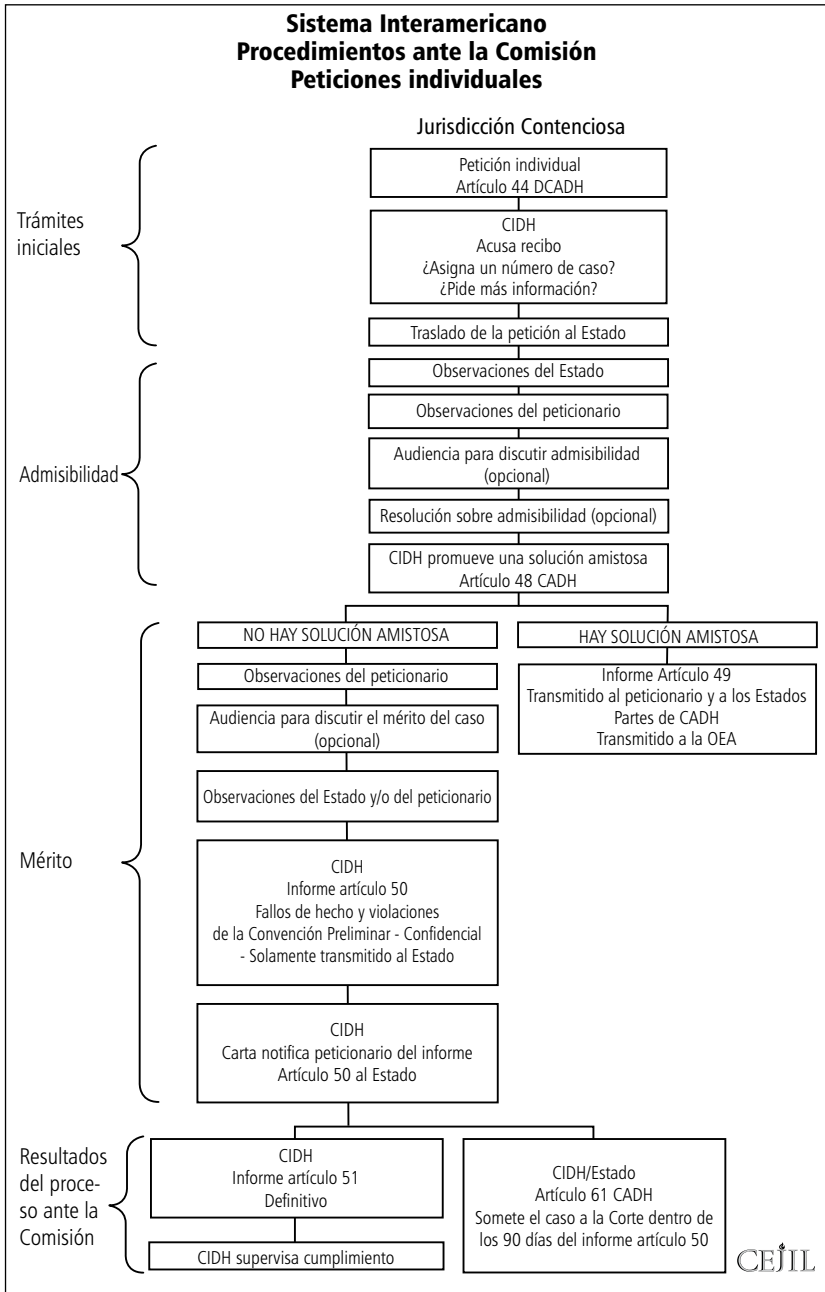 Sistema Interamericano
Procedimientos ante la Comisión
Peticiones individuales
Jurisdicción Contenciosa
Trámites
iniciales
Petición individual
Artículo 44 DCADH
CIDH
Acusa recibo
¿Asigna un número de caso?
¿Pide más información?
Traslado de la petición al Estado
Admisibilidad
Observaciones del Estado
Observaciones del peticionario
Audiencia para discutir admisibilidad
(opcional)
Resolución sobre admisibilidad (opcional)
CIDH promueve una solución amistosa
Artículo 48 CADH
Mérito
NO HAY SOLUCIÓN AMISTOSA
Observaciones del peticionario
Audiencia para discutir el mérito del caso
(opcional)
Observaciones del Estado y/o del peticionario
CIDH
Informe artículo 50
Fallos de hecho y violaciones
de la Convención Preliminar - Confidencial
- Solamente transmitido al Estado
CIDH
Carta notifica peticionario del informe
Artículo 50 al Estado
HAY SOLUCIÓN AMISTOSA
Informe Artículo 49
Transmitido al peticionario y a los Estados
Partes de CADH
Transmitido a la OEA
Resultados
del proce-
so ante la
Comisión
CIDH
Informe artículo 51
Definitivo
CIDH supervisa cumplimiento
CIDH/Estado
Artículo 61 CADH
Somete el caso a la Corte dentro de
los 90 días del informe artículo 50
CEJIL